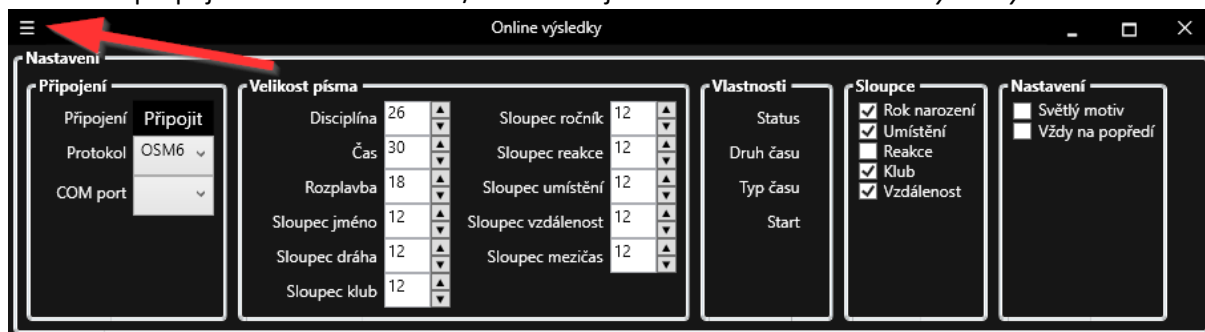 Online výsledky
Nastavení
Připojení
Připojení Připojit
Protokol OSM6
COM port
Velikost písma
Disciplína 26
Čas 30
Rozplavba 18
Sloupec jméno 12
Sloupec dráha 12
Sloupec klub 12
Sloupec ročník 12
Sloupec reakce 12
Sloupec umístění 12
Sloupec vzdálenost 12
Sloupec mezičas 12
Vlastnosti
Status
Druh času
Typ času
Start
Sloupce
Rok narození
Umístění
Reakce
Klub
Vzdálenost
Nastavení
Světlý motiv
Vždy na popředí